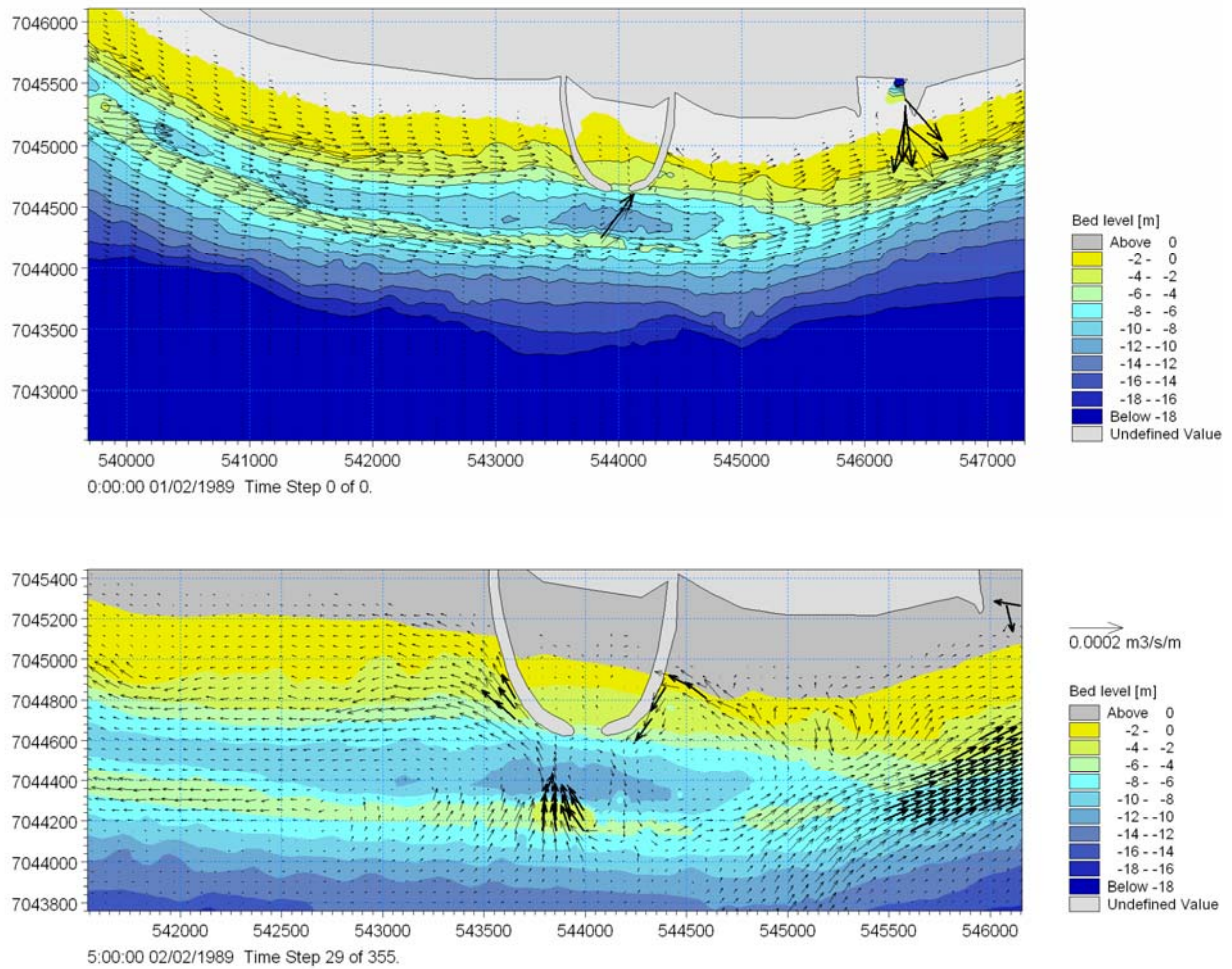 7046000
7045500
7045000
7044500
7044000
7043500
7043000
540000 541000 542000 543000 544000 545000 546000 547000
0:00:00 01/02/1989 Time Step 0 of 0.
Bed level [m]
Above 0
-2 - 0
-4 - -2
-6 - -4
-8 - -6
-10 - -8
-12 - -10
-14 - -12
-16 - -14
-18 - -16
Below -18
Undefined Value
7045400
7045200
7045000
7044800
7044600
7044400
7044200
7044000
7043800
542000 542500 543000 543500 544000 544500 545000 545500 546000
5:00:00 02/02/1989 Time Step 29 of 355.
0.0002 m3/s/m
Bed level [m]
Above 0
-2 - 0
-4 - -2
-6 - -4
-8 - -6
-10 - -8
-12 - -10
-14 - -12
-16 - -14
-18 - -16
Below -18
Undefined Value